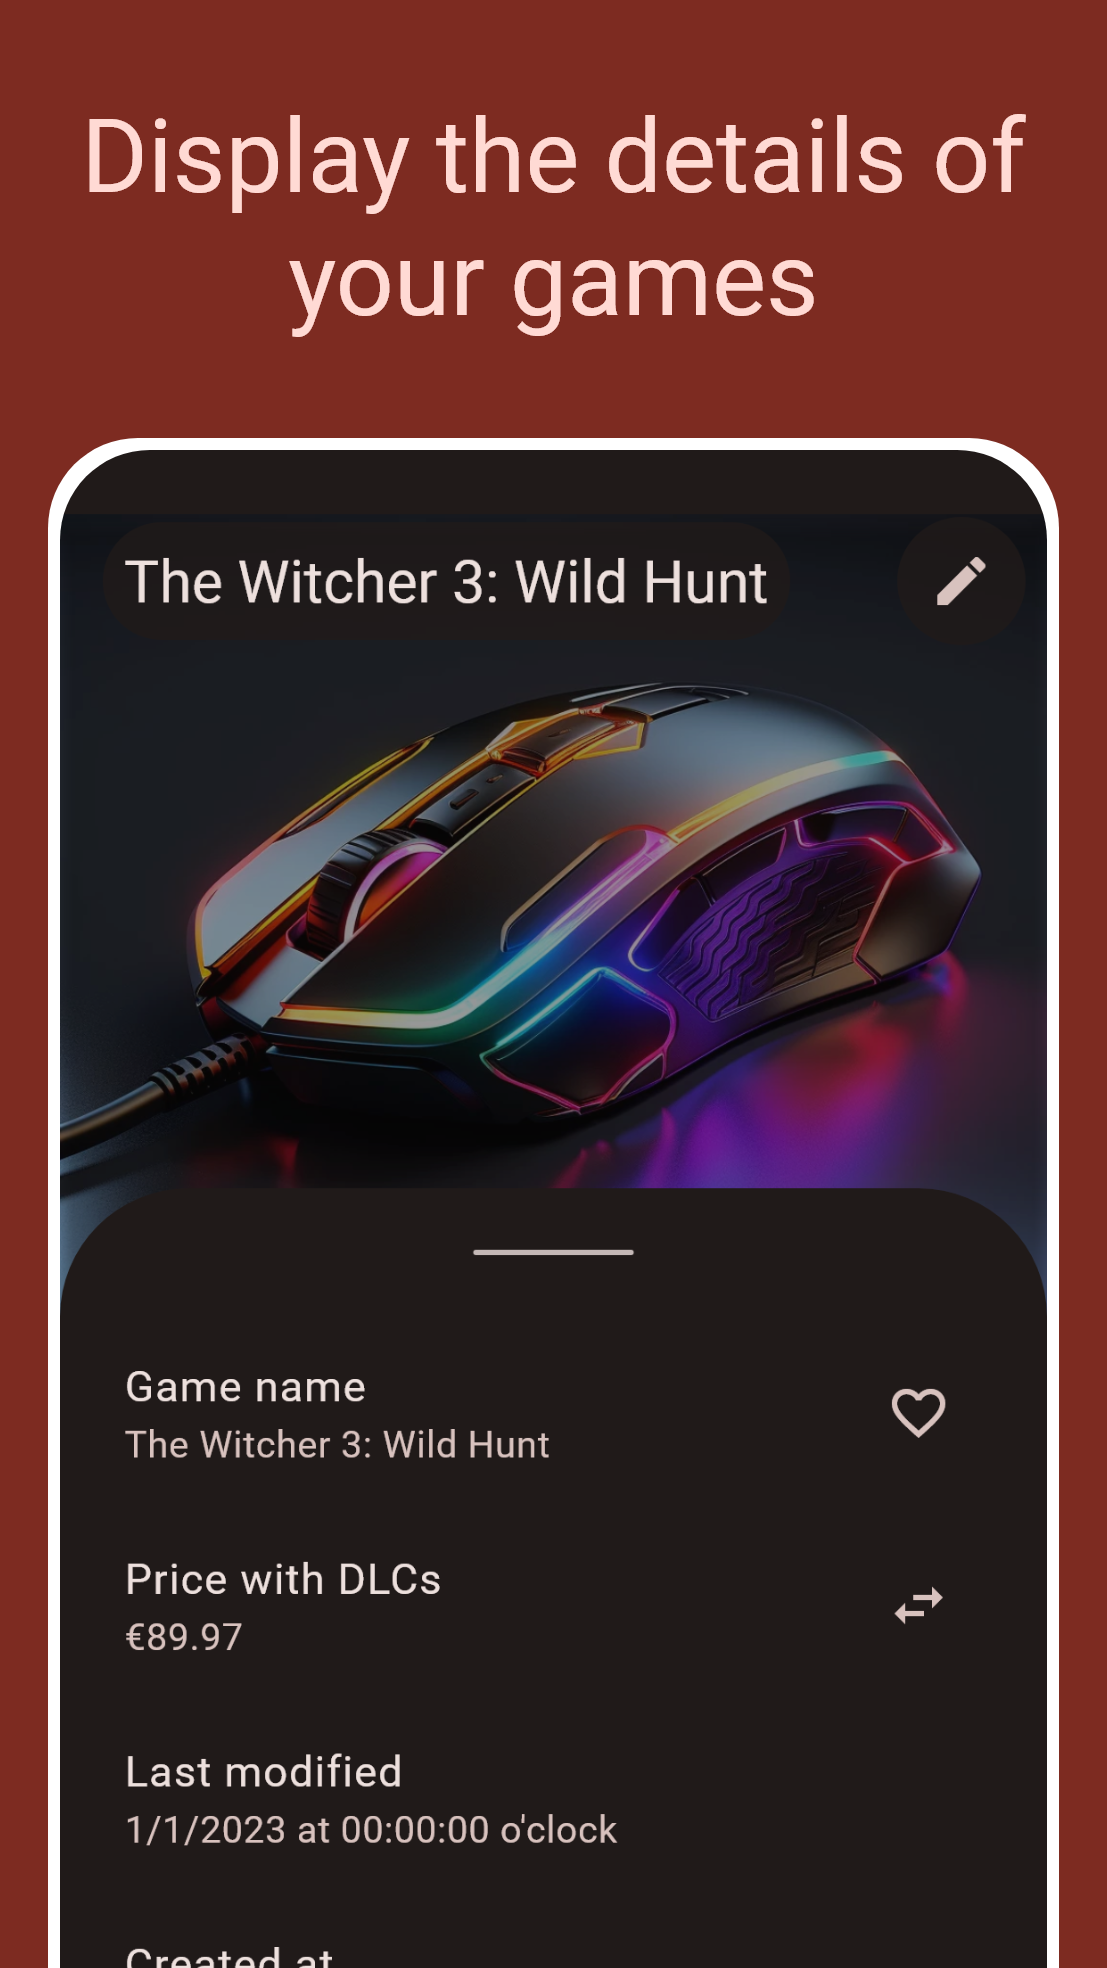 Display the details of
your games
The Witcher 3: Wild Hunt
Game name
The Witcher 3: Wild Hunt
Price with DLCs
€89.97
Last modified
1/1/2023 at 00:00:00 o'clock
Created at